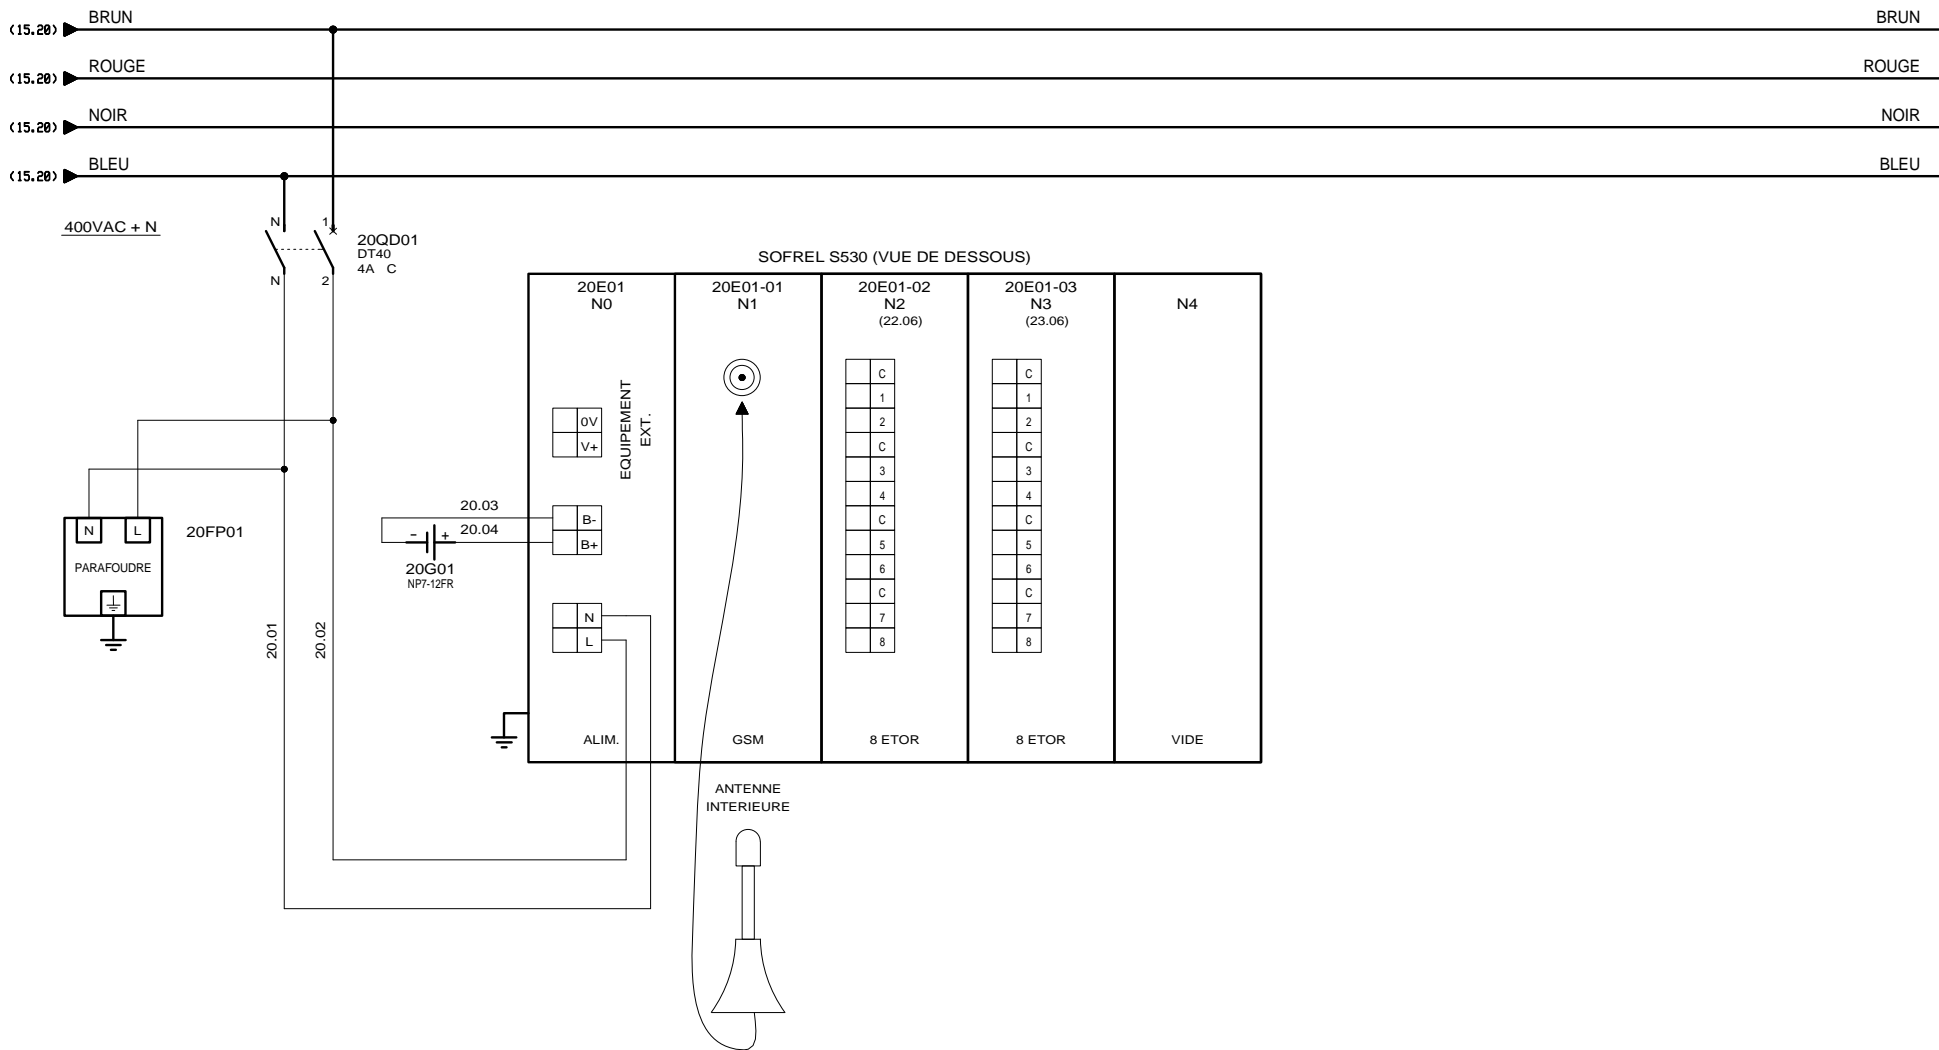 (15.20) BRUN BRUN
(15.20) ROUGE ROUGE
(15.20) NOIR NOIR
(15.20) BLEU BLEU
400VAC + N
N 1
20QD01
DT40
4A C
N 2
SOFREL S530 (VUE DE DESSOUS)
20E01
N0
20E01-01
N1
20E01-02
N2
(22.06)
20E01-03
N3
(23.06)
N4
EQUIPEMENT
EXT.
0V
V+
20.03
B-
20.04
B+
- +
20G01
NP7-12FR
N
L
C
1
2
C
3
4
C
5
6
C
7
8
C
1
2
C
3
4
C
5
6
C
7
8
N L
20FP01
PARAFOUDRE
20.01
20.02
ALIM.
GSM
8 ETOR
8 ETOR
VIDE
ANTENNE
INTERIEURE